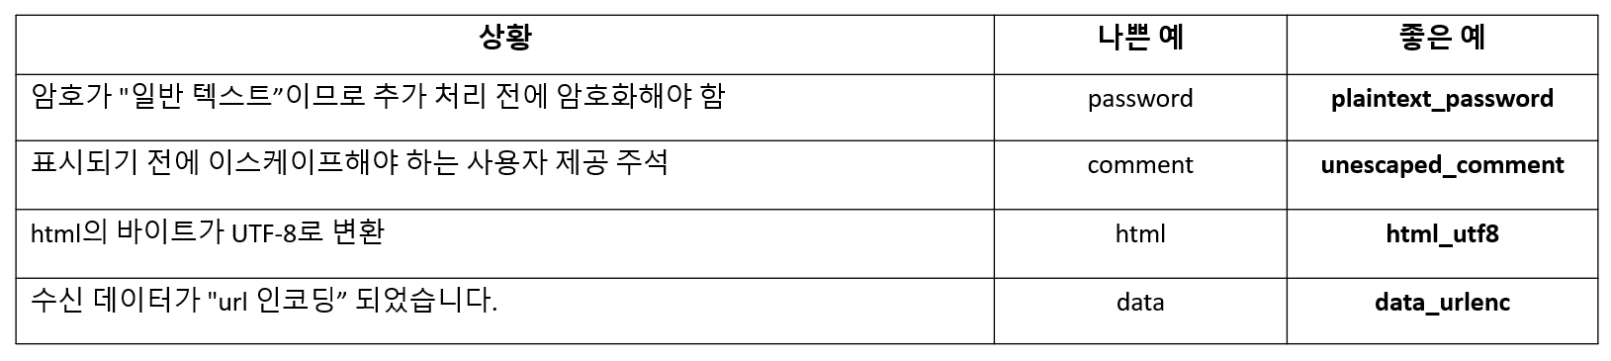 상황 나쁜 예 좋은 예
암호가 "일반 텍스트”이므로 추가 처리 전에 암호화해야 함 password plaintext_password
표시되기 전에 이스케이프해야 하는 사용자 제공 주석 comment unescaped_comment
html의 바이트가 UTF-8로 변환 html html_utf8
수신 데이터가 "url 인코딩” 되었습니다. data data_urlenc